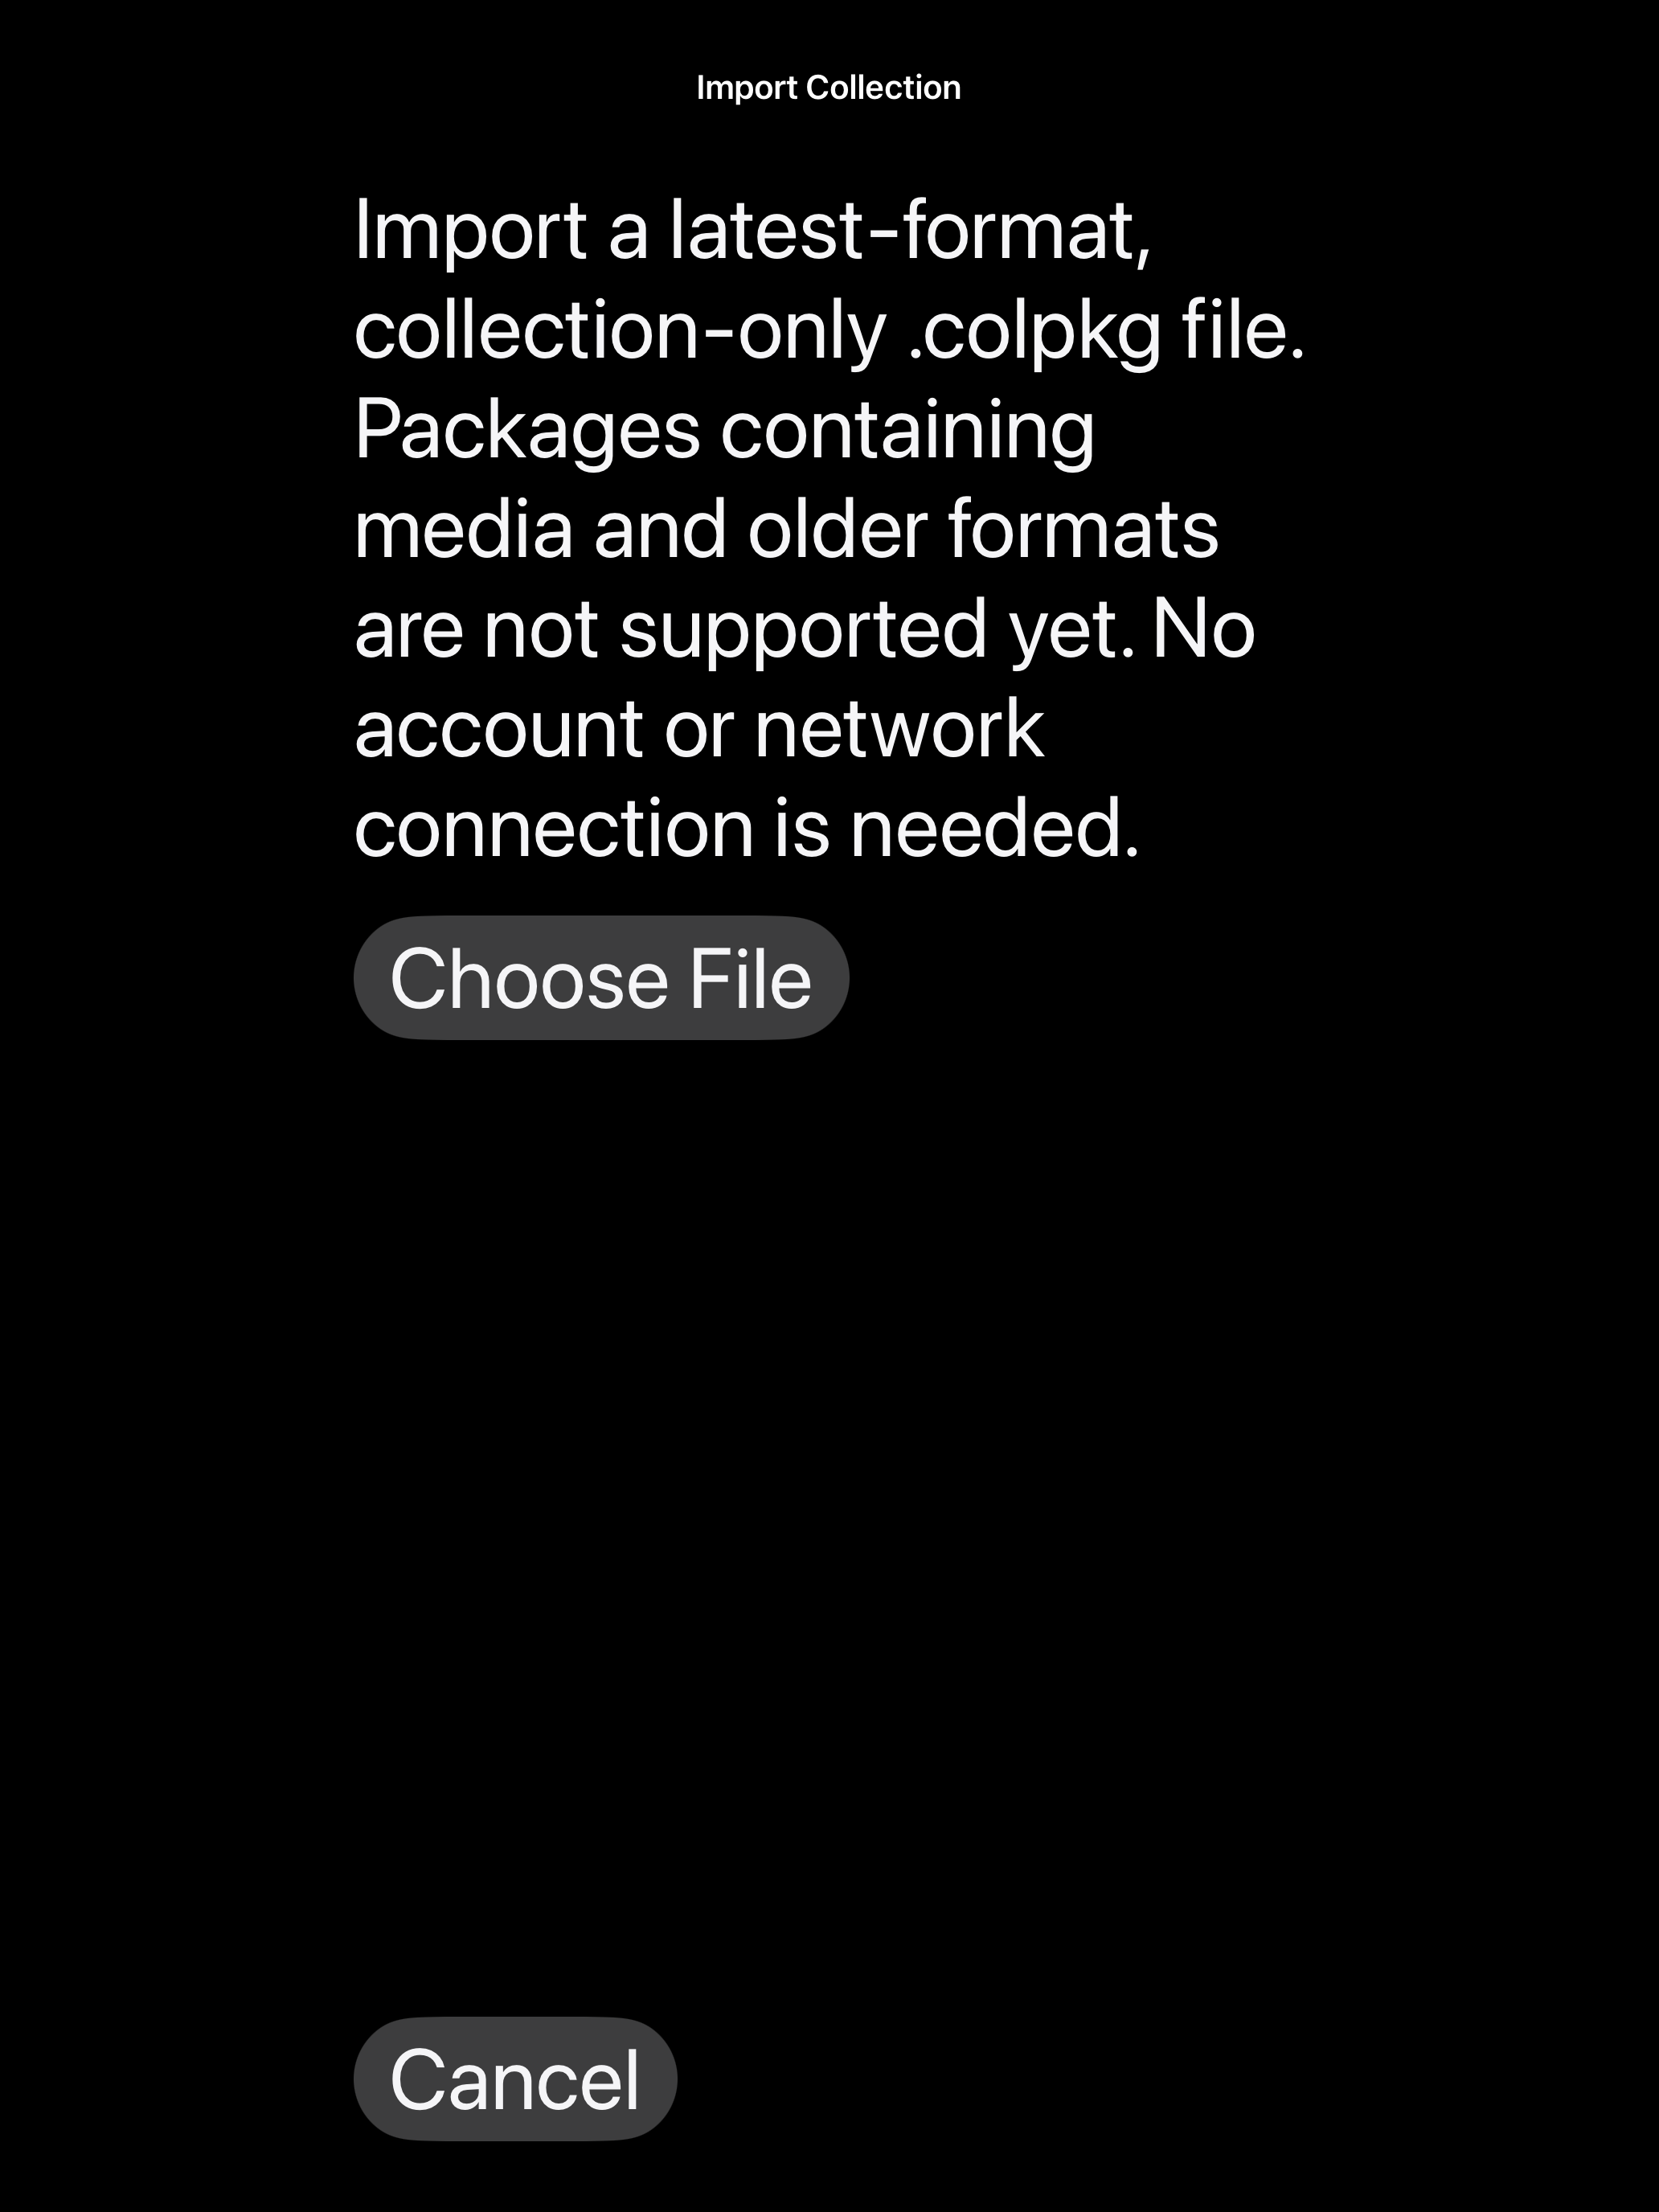 Import Collection
Import a latest-format,
collection-only .colpkg file.
Packages containing
media and older formats
are not supported yet. No
account or network
connection is needed.
Choose File
Cancel